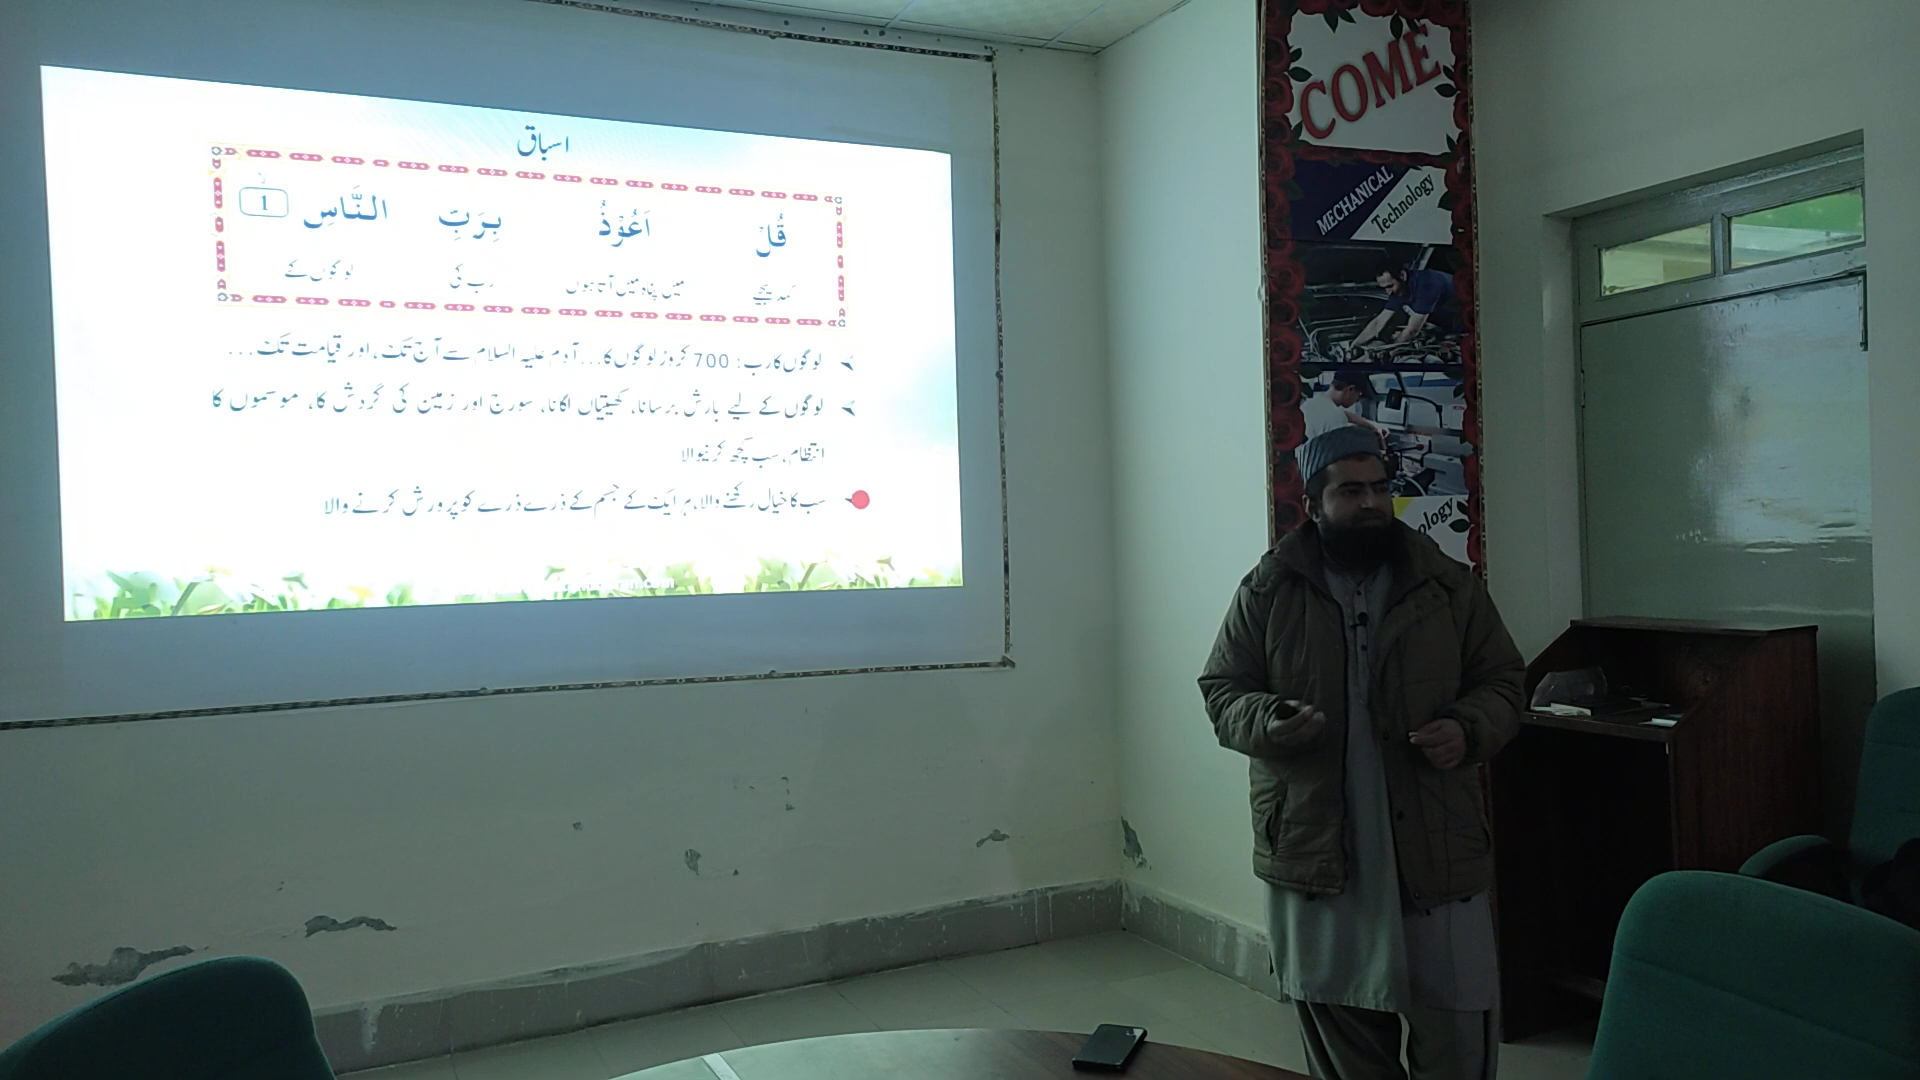 اسباق
قُلْ اَعُوْذُ بِرَبِّ النَّاسِ 1
کہہ دیجیے میں پناہ میں آتا ہوں رب کی لوگوں کے
لوگوں کا رب: 700 کروڑ لوگوں کا... آدم علیہ السلام سے آج تک، اور قیامت تک...
لوگوں کے لیے بارش برسانا، کھیتیاں اگانا، سورج اور زمین کی گردش کا، موسموں کا
انتظام، سب کچھ کرنیوالا
سب کا خیال رکھنے والا، ہر ایک کے جسم کے ذرے ذرے کو پرورش کرنے والا
COME
MECHANICAL
Technology
ology